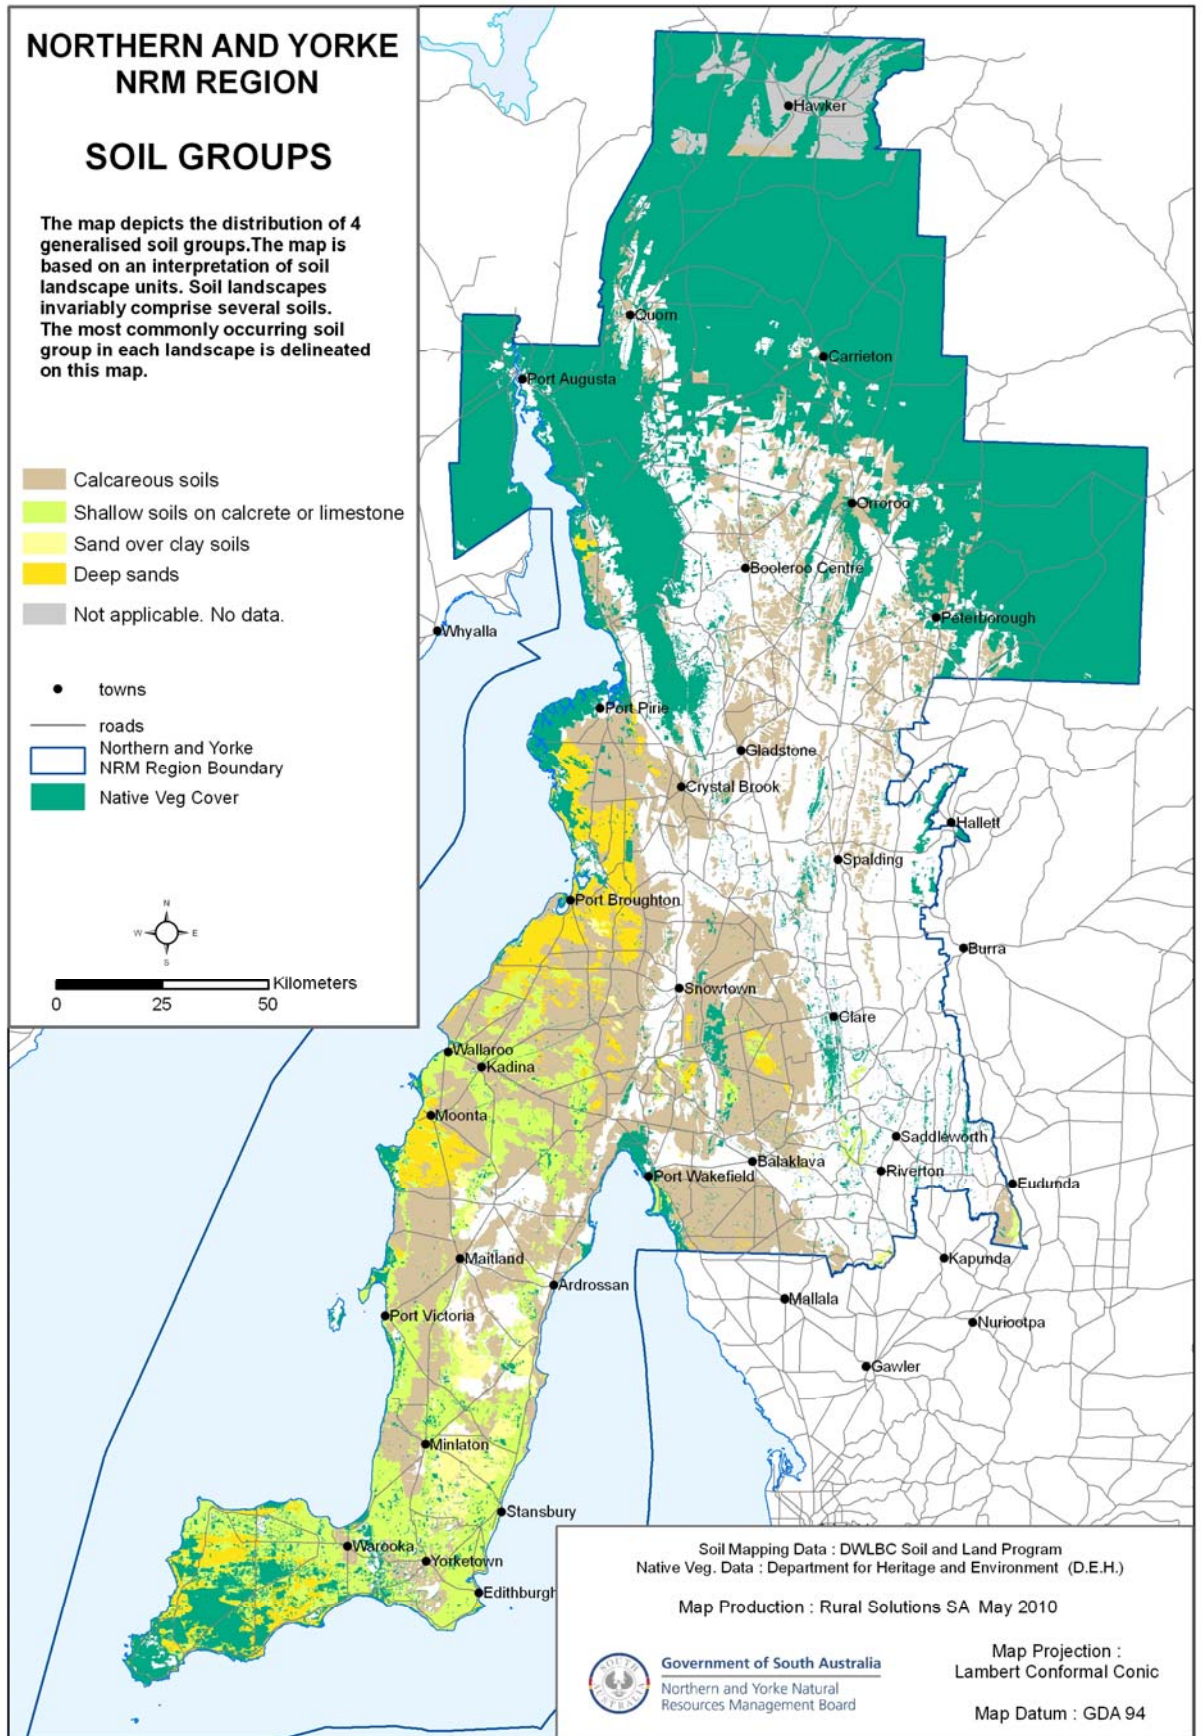 NORTHERN AND YORKE
NRM REGION
SOIL GROUPS
The map depicts the distribution of 4
generalised soil groups.The map is
based on an interpretation of soil
landscape units. Soil landscapes
invariably comprise several soils.
The most commonly occurring soil
group in each landscape is delineated
on this map.
Calcareous soils
Shallow soils on calcrete or limestone
Sand over clay soils
Deep sands
Not applicable. No data.
towns
roads
Northern and Yorke
NRM Region Boundary
Native Veg Cover
N
W E
S
Kilometers
0 25 50
Hawker
Quorn
Carrieton
Port Augusta
Orroroo
Booleroo Centre
Peterborough
Whyalla
Port Pirie
Gladstone
Crystal Brook
Hallett
Spalding
Port Broughton
Burra
Snowtown
Clare
Wallaroo
Kadina
Moonta
Saddleworth
Balaklava
Riverton
Port Wakefield
Eudunda
Maitland
Kapunda
Ardrossan
Mallala
Port Victoria
Nuriootpa
Gawler
Minlaton
Stansbury
Warooka
Yorketown
Edithburgh
Soil Mapping Data : DWLBC Soil and Land Program
Native Veg. Data : Department for Heritage and Environment (D.E.H.)
Map Production : Rural Solutions SA May 2010
SOUTH
AUSTRALIA
Government of South Australia
Northern and Yorke Natural
Resources Management Board
Map Projection :
Lambert Conformal Conic
Map Datum : GDA 94